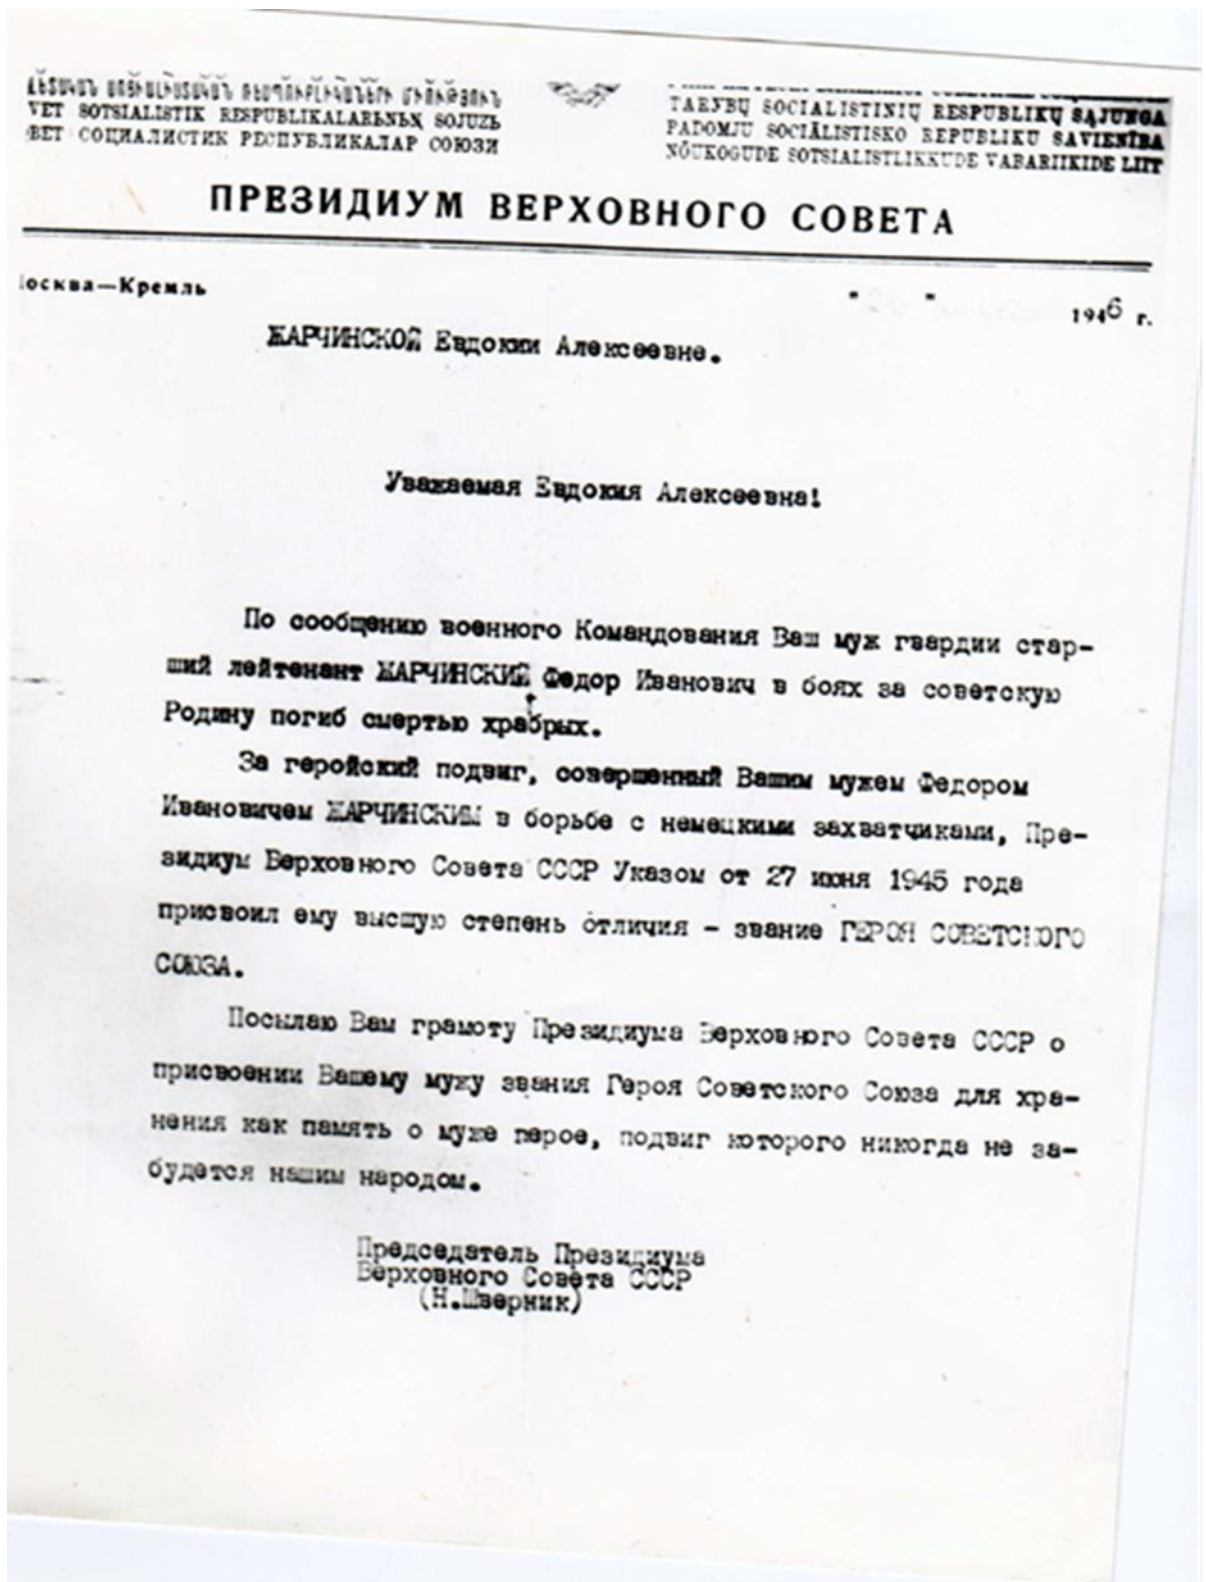 VET SOTSIALISTIK RESPUBLIKALARЬNЬꞐ SOJUZЬ
ВЕТ СОЦИАЛИСТИК РЕСПУБЛИКАЛАР СОЮЗИ
TARYBŲ SOCIALISTINIŲ RESPUBLIKŲ SĄJUNGA
PADOMJU SOCIĀLISTISKO REPUBLIKU SAVIENĪBA
NÕUKOGUDE SOTSIALISTLIKKUDE VABARIIKIDE LIIT
ПРЕЗИДИУМ ВЕРХОВНОГО СОВЕТА
осква—Кремль
" " 1946 г.
ЖАРЧИНСКОЙ Евдокии Алексеевне.
Уважаемая Евдокия Алексеевна!
По сообщению военного Командования Ваш муж гвардии стар-
ший лейтенант ЖАРЧИНСКИЙ Федор Иванович в боях за советскую
Родину погиб смертью храбрых.
За геройский подвиг, совершенный Вашим мужем Федором
Ивановичем ЖАРЧИНСКИМ в борьбе с немецкими захватчиками, Пре-
зидиум Верховного Совета СССР Указом от 27 июня 1945 года
присвоил ему высшую степень отличия - звание ГЕРОЯ СОВЕТСКОГО
СОЮЗА.
Посылаю Вам грамоту Президиума Верховного Совета СССР о
присвоении Вашему мужу звания Героя Советского Союза для хра-
нения как память о муже герое, подвиг которого никогда не за-
будется нашим народом.
Председатель Президиума
Верховного Совета СССР
(Н.Шверник)